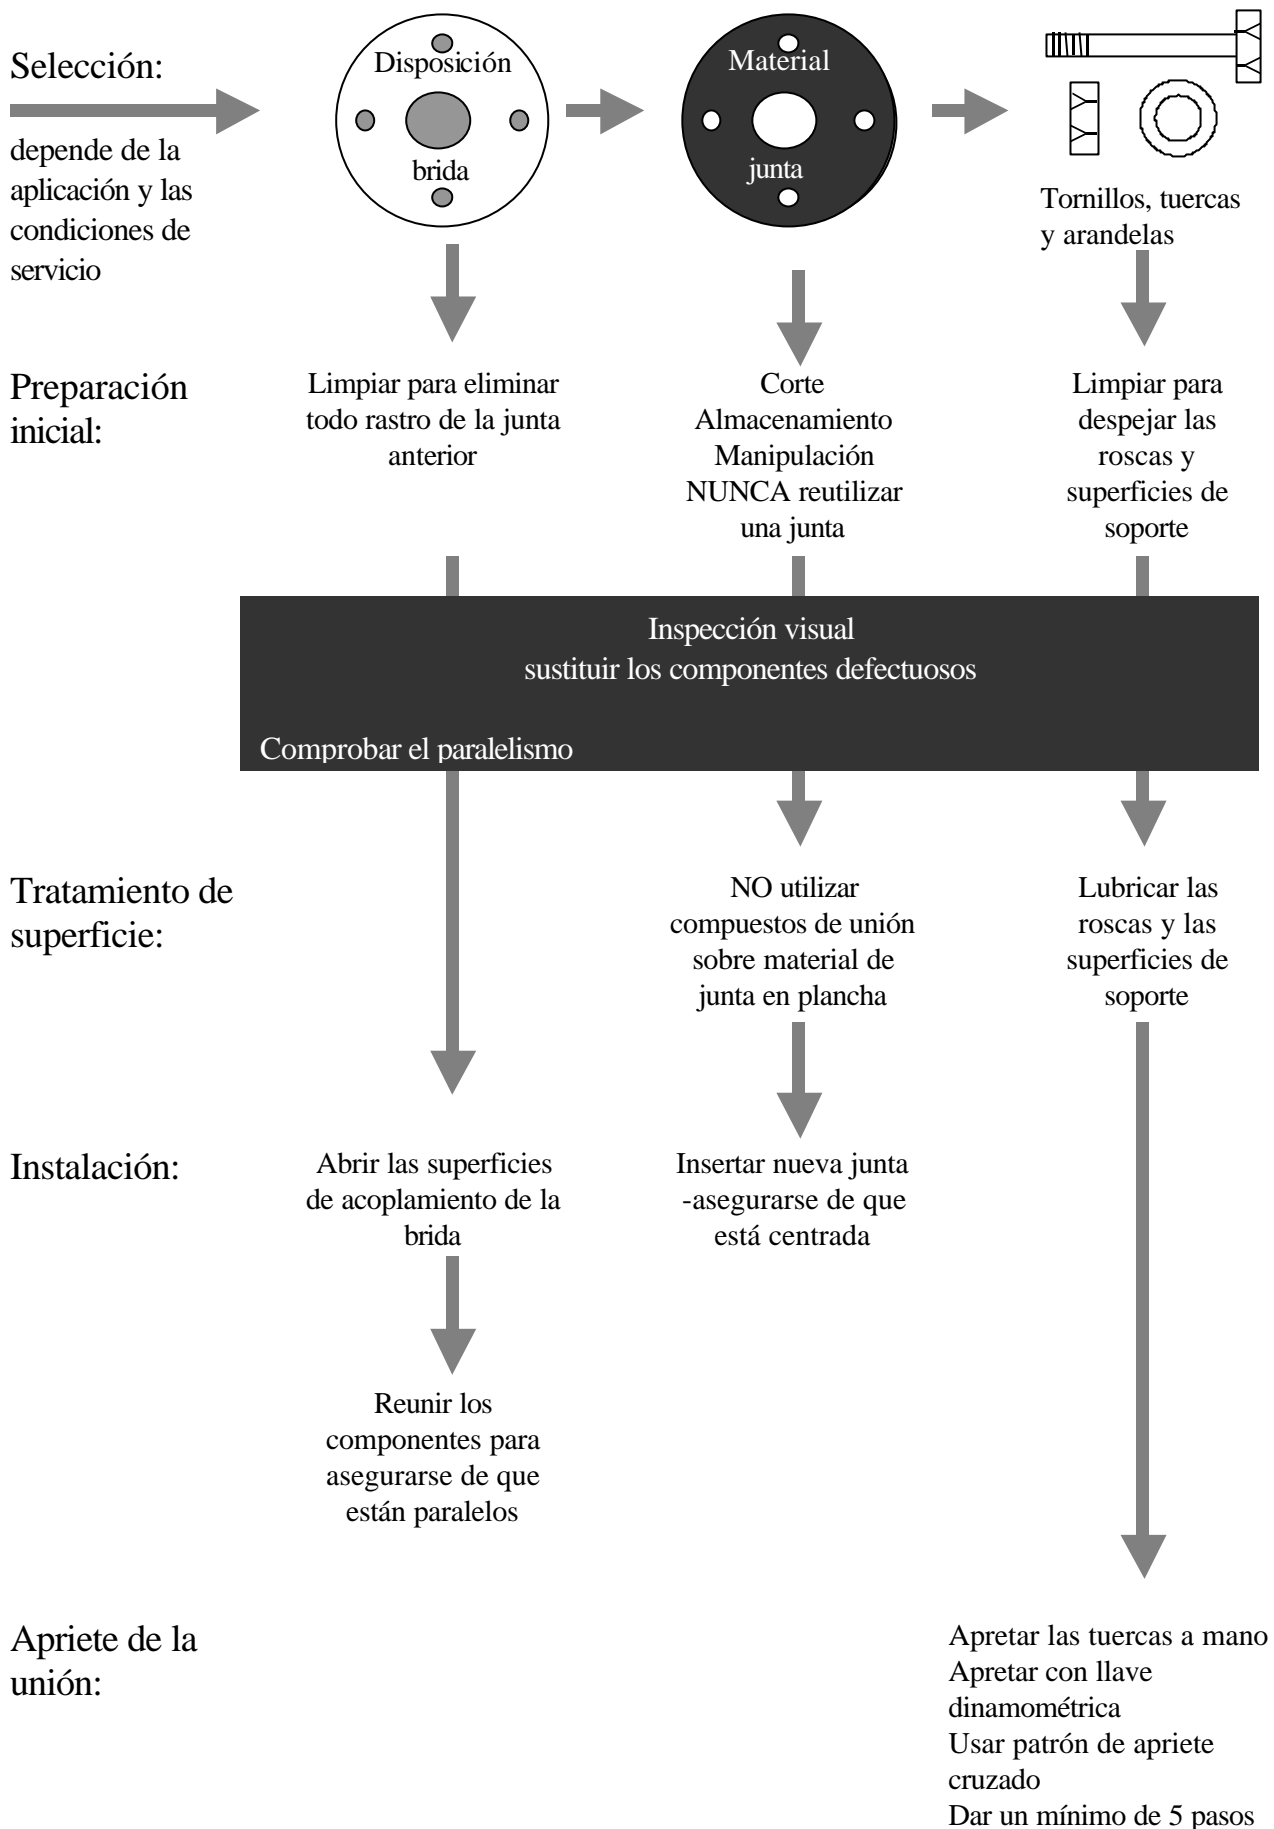 Selección:
depende de la
aplicación y las
condiciones de
servicio
Disposición
brida
Material
junta
Tornillos, tuercas
y arandelas
Preparación
inicial:
Limpiar para eliminar
todo rastro de la junta
anterior
Corte
Almacenamiento
Manipulación
NUNCA reutilizar
una junta
Limpiar para
despejar las
roscas y
superficies de
soporte
Inspección visual
sustituir los componentes defectuosos
Comprobar el paralelismo
Tratamiento de
superficie:
NO utilizar
compuestos de unión
sobre material de
junta en plancha
Lubricar las
roscas y las
superficies de
soporte
Instalación:
Abrir las superficies
de acoplamiento de la
brida
Insertar nueva junta
-asegurarse de que
está centrada
Reunir los
componentes para
asegurarse de que
están paralelos
Apriete de la
unión:
Apretar las tuercas a mano
Apretar con llave
dinamométrica
Usar patrón de apriete
cruzado
Dar un mínimo de 5 pasos